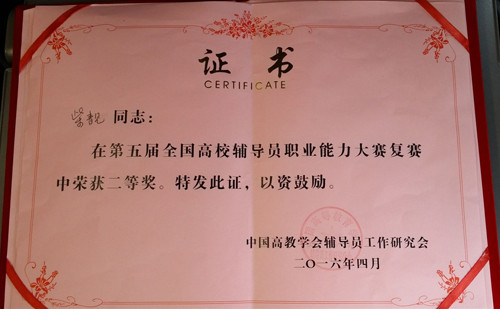 证 书
CERTIFICATE
同志：
在第五届全国高校辅导员职业能力大赛复赛
中荣获二等奖。特发此证，以资鼓励。
中国高教学会辅导员工作研究会
二〇一六年四月